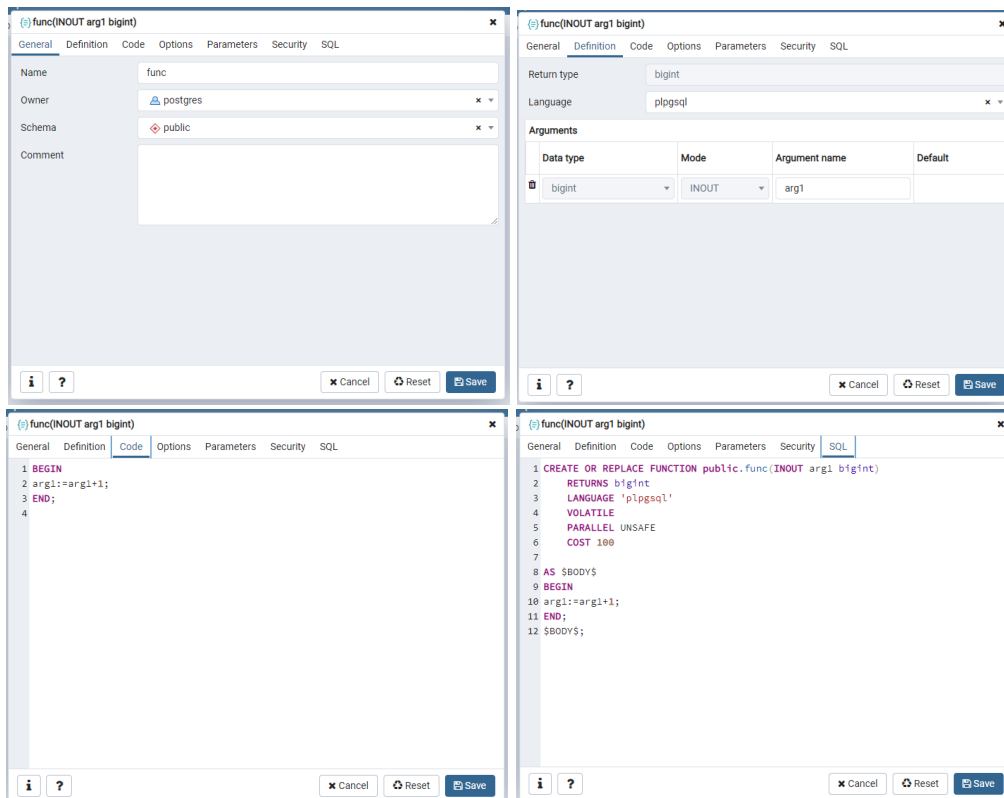 func(INOUT arg1 bigint)
General Definition Code Options Parameters Security SQL
Name func
Owner postgres
Schema public
Comment
i ? Cancel Reset Save
func(INOUT arg1 bigint)
General Definition Code Options Parameters Security SQL
Return type bigint
Language plpgsql
Arguments
Data type Mode Argument name Default
bigint INOUT arg1
i ? Cancel Reset Save
func(INOUT arg1 bigint)
General Definition Code Options Parameters Security SQL
1 BEGIN
2 arg1:=arg1+1;
3 END;
4
i ? Cancel Reset Save
func(INOUT arg1 bigint)
General Definition Code Options Parameters Security SQL
1 CREATE OR REPLACE FUNCTION public.func(INOUT arg1 bigint)
2 RETURNS bigint
3 LANGUAGE 'plpgsql'
4 VOLATILE
5 PARALLEL UNSAFE
6 COST 100
7
8 AS $BODY$
9 BEGIN
10 arg1:=arg1+1;
11 END;
12 $BODY$;
i ? Cancel Reset Save